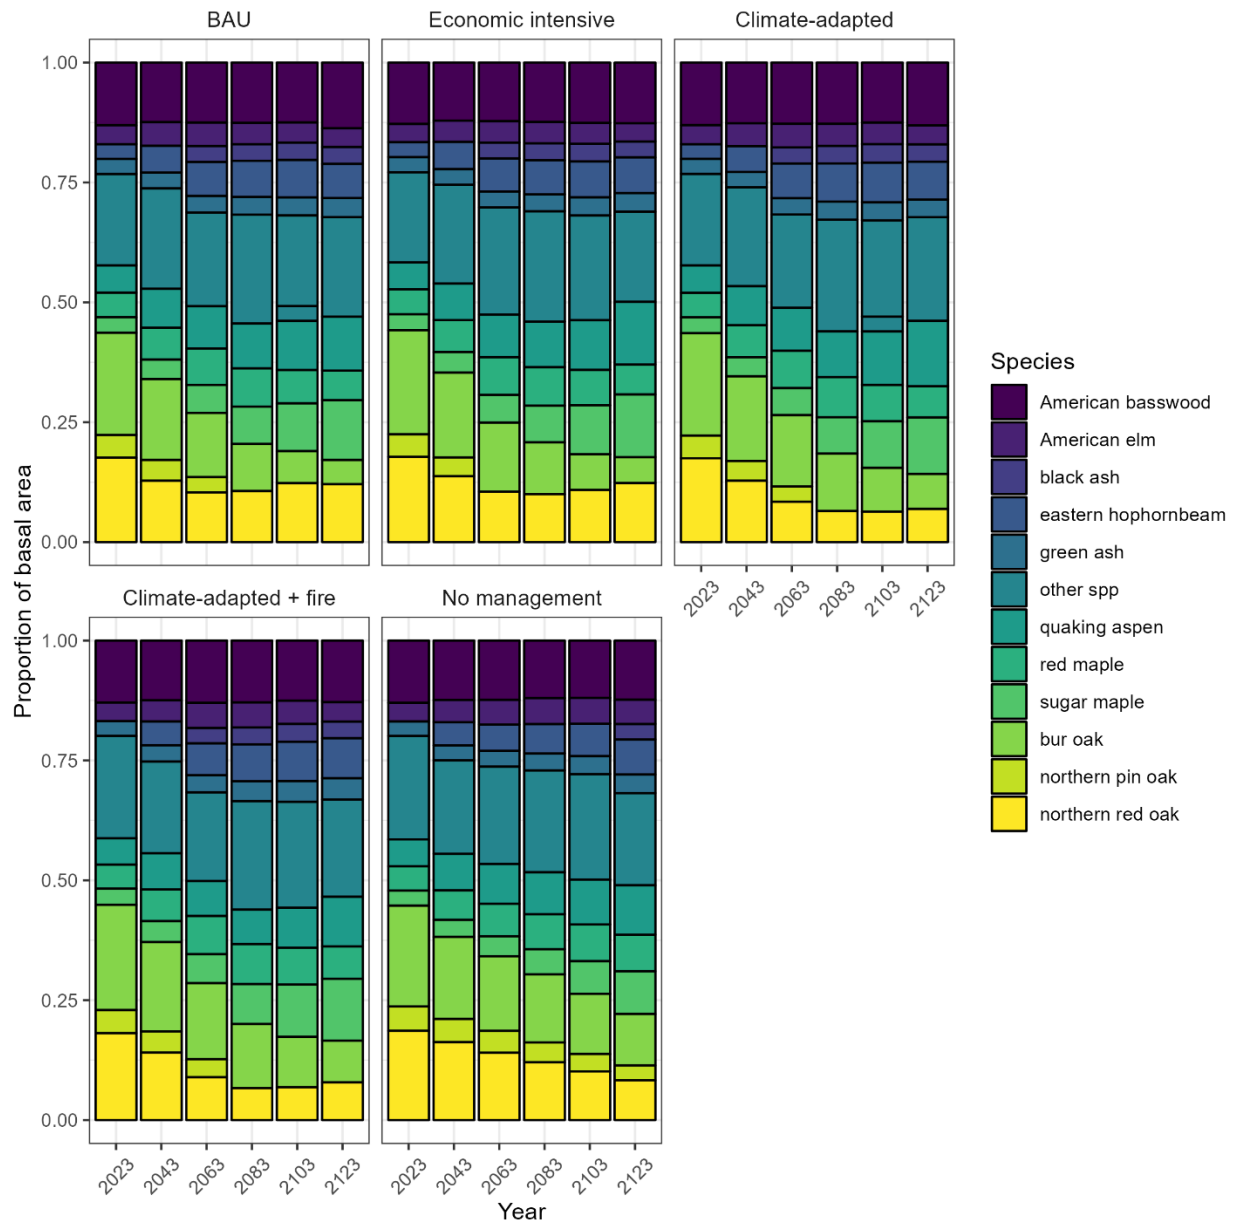 BAU
Economic intensive
Climate-adapted
1.00
0.75
0.50
0.25
0.00
2023
2043
2063
2083
2103
2123
Climate-adapted + fire
No management
1.00
0.75
0.50
0.25
0.00
2023
2043
2063
2083
2103
2123
2023
2043
2063
2083
2103
2123
Year
Proportion of basal area
Species
American basswood
American elm
black ash
eastern hophornbeam
green ash
other spp
quaking aspen
red maple
sugar maple
bur oak
northern pin oak
northern red oak